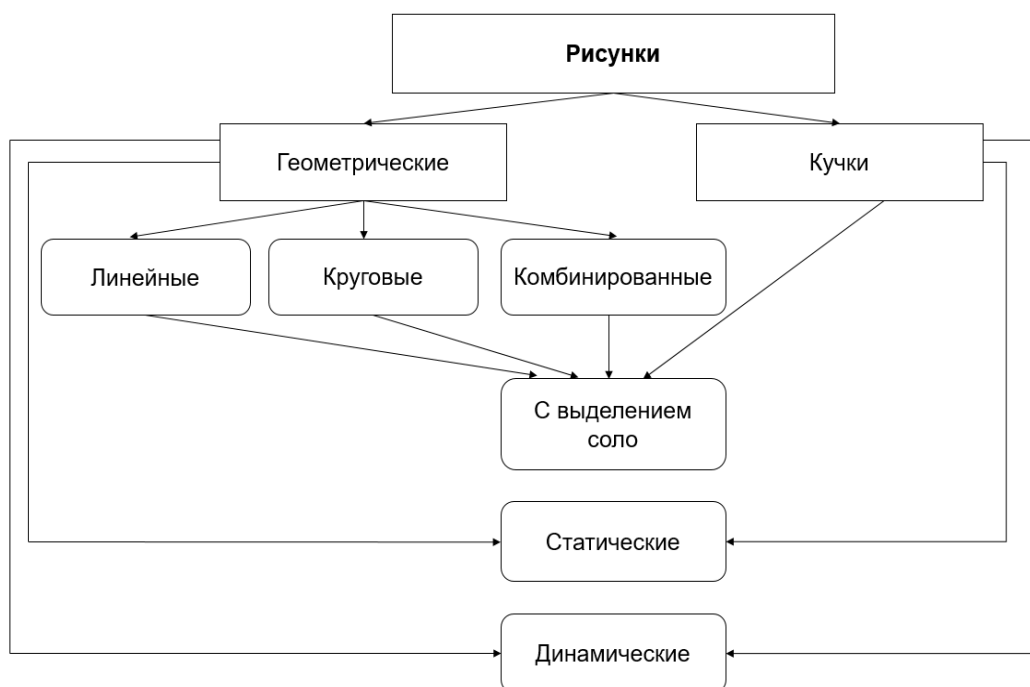 Рисунки
Геометрические
Кучки
Линейные
Круговые
Комбинированные
С выделением
соло
Статические
Динамические